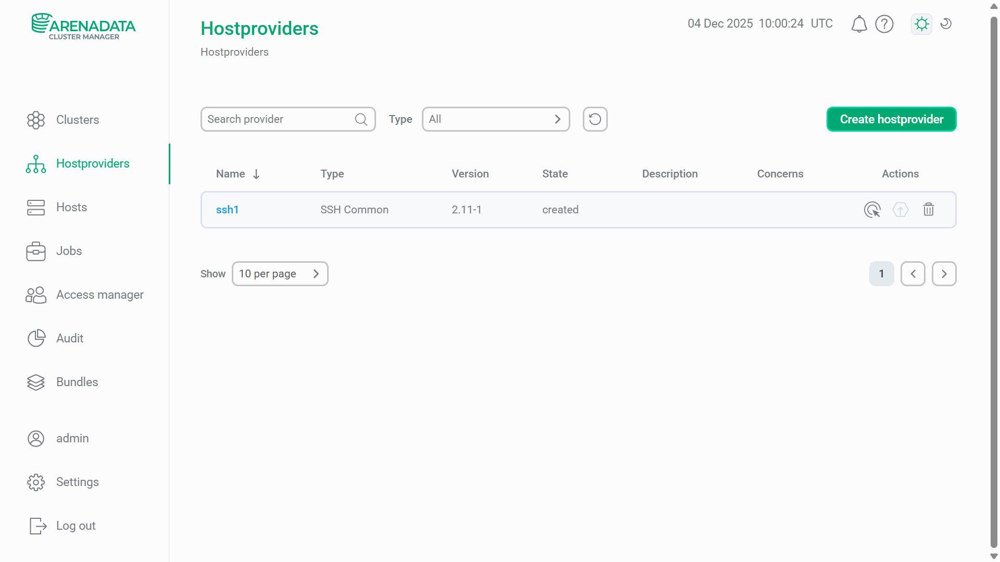 ARENADATA
CLUSTER MANAGER
Hostproviders
Hostproviders
04 Dec 2025 10:00:24 UTC
Clusters
Hostproviders
Hosts
Jobs
Access manager
Audit
Bundles
admin
Settings
Log out
Search provider
Type
All
Create hostprovider
Name Type Version State Description Concerns Actions
ssh1 SSH Common 2.11-1 created
Show 10 per page
1